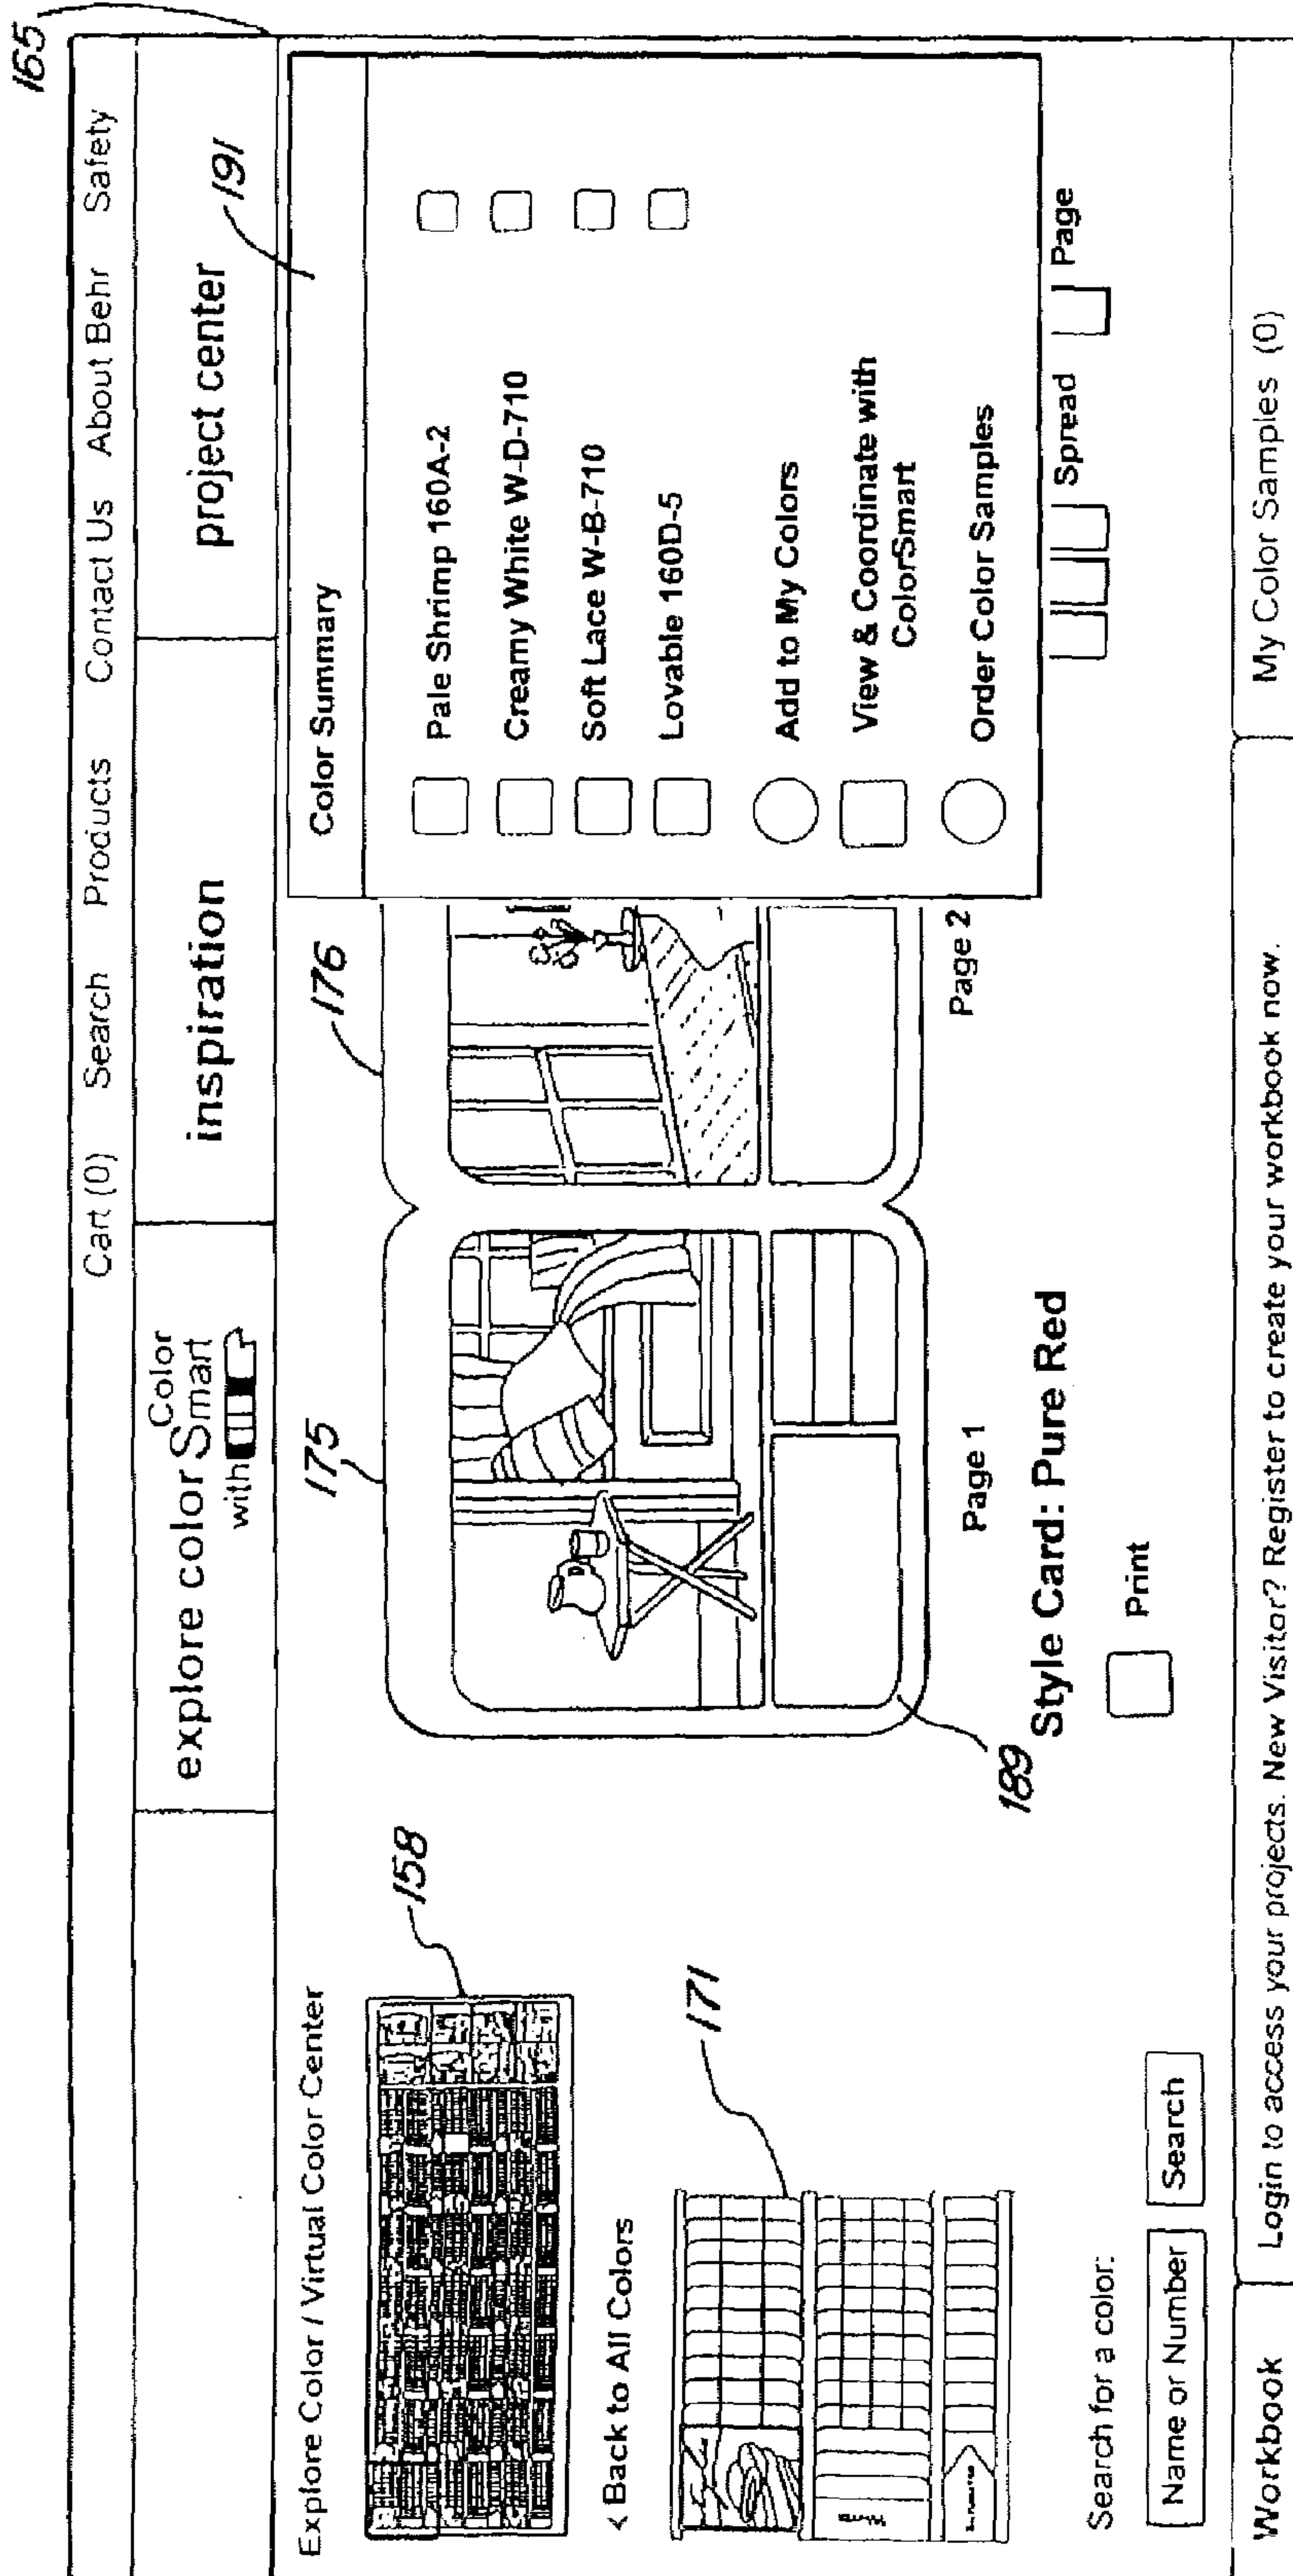 165
Cart (0) Search Products Contact Us About Behr Safety
explore color
with
Color
Smart
inspiration
project center
Explore Color / Virtual Color Center
158
< Back to All Colors
171
Search for a color:
Name or Number
Search
175
176
189
Page 1
Page 2
Style Card: Pure Red
Print
191
Color Summary
Pale Shrimp 160A-2
Creamy White W-D-710
Soft Lace W-B-710
Lovable 160D-5
Add to My Colors
View & Coordinate with
ColorSmart
Order Color Samples
Spread
Page
Workbook
Login to access your projects. New Visitor? Register to create your workbook now.
My Color Samples (0)